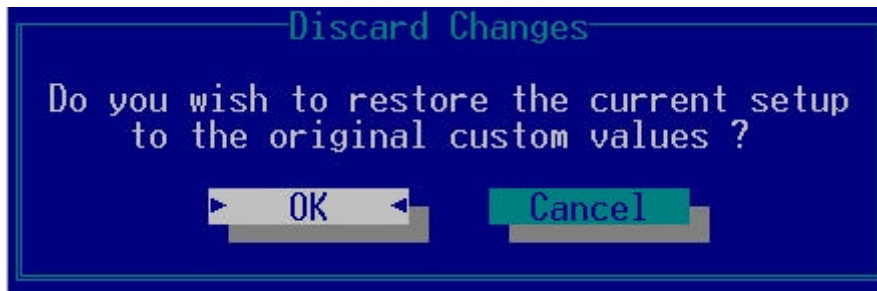 Discard Changes
Do you wish to restore the current setup
to the original custom values ?
OK
Cancel